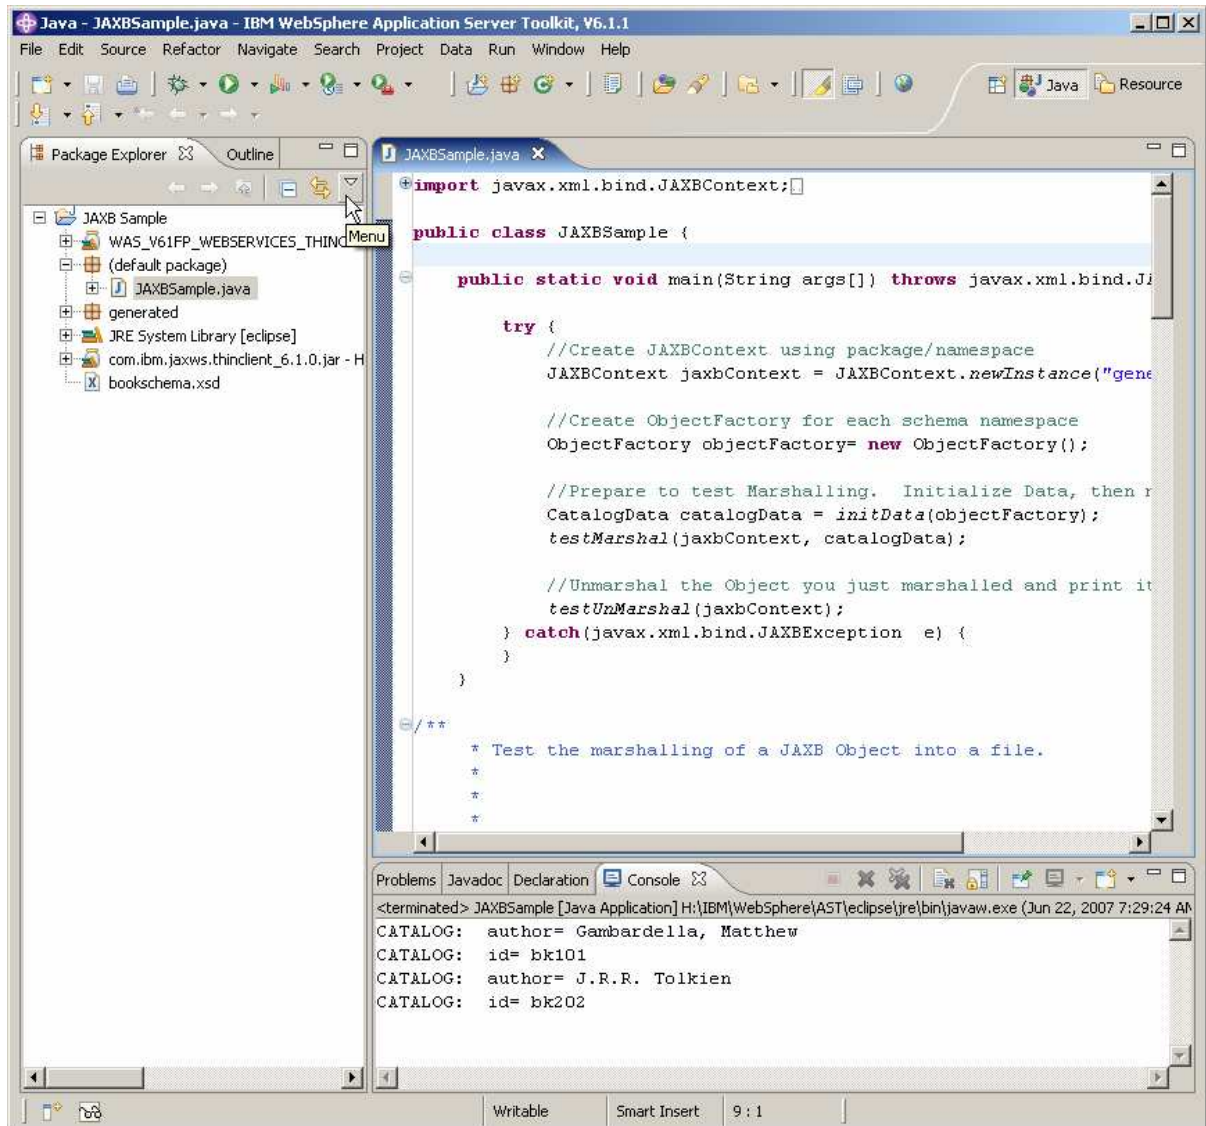 Java - JAXBSample.java - IBM WebSphere Application Server Toolkit, V6.1.1
File Edit Source Refactor Navigate Search Project Data Run Window Help
Java Resource
Package Explorer Outline
JAXB Sample
Menu
WAS_V61FP_WEBSERVICES_THINC
(default package)
JAXBSample.java
generated
JRE System Library [eclipse]
com.ibm.jaxws.thinclient_6.1.0.jar - H
bookschema.xsd
JAXBSample.java
import javax.xml.bind.JAXBContext;
public class JAXBSample {
public static void main(String args[]) throws javax.xml.bind.JA
try {
//Create JAXBContext using package/namespace
JAXBContext jaxbContext = JAXBContext.newInstance("gene
//Create ObjectFactory for each schema namespace
ObjectFactory objectFactory= new ObjectFactory();
//Prepare to test Marshalling.  Initialize Data, then
CatalogData catalogData = initData(objectFactory);
testMarshal(jaxbContext, catalogData);
//Unmarshal the Object you just marshalled and print it
testUnMarshal(jaxbContext);
} catch(javax.xml.bind.JAXBException  e) {
}
}
/**
* Test the marshalling of a JAXB Object into a file.
*
*
*
Problems Javadoc Declaration Console
<terminated> JAXBSample [Java Application] H:\IBM\WebSphere\AST\eclipse\jre\bin\javaw.exe (Jun 22, 2007 7:29:24 AM
CATALOG:  author= Gambardella, Matthew
CATALOG:  id= bk101
CATALOG:  author= J.R.R. Tolkien
CATALOG:  id= bk202
Writable Smart Insert 9 : 1